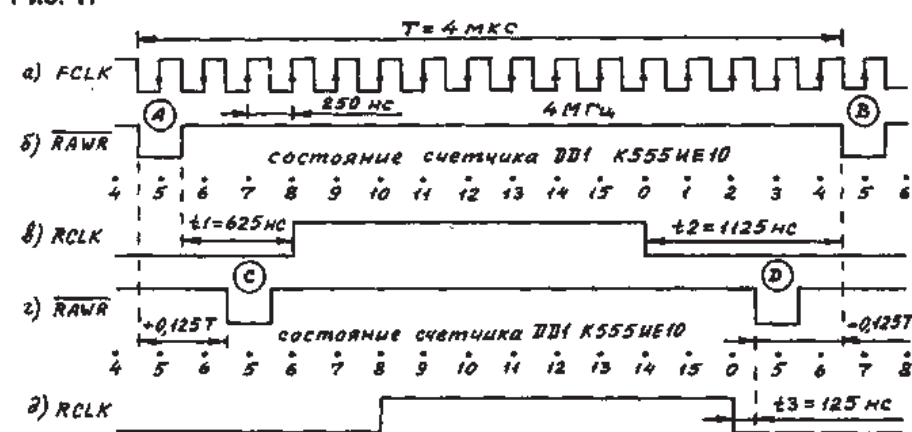 T = 4 мкс
а) FCLK
250 нс
4 МГц
A
B
б) RAWR
состояние счетчика DD1 К555ИЕ10
4 5 6 7 8 9 10 11 12 13 14 15 0 1 2 3 4 5 6
в) RCLK
t1=625 нс
t2=1125 нс
C
D
г) RAWR
+0,125T
состояние счетчика DD1 К555ИЕ10
-0,125T
4 5 6 5 6 7 8 9 10 11 12 13 14 15 0 5 6 7 8
д) RCLK
t3=125 нс